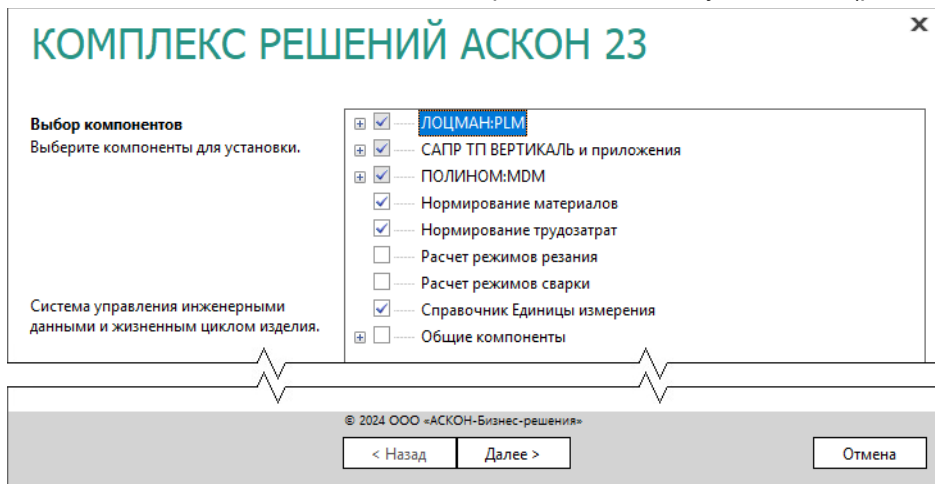 КОМПЛЕКС РЕШЕНИЙ АСКОН 23
x
Выбор компонентов
Выберите компоненты для установки.
ЛОЦМАН:PLM
САПР ТП ВЕРТИКАЛЬ и приложения
ПОЛИНОМ:MDM
Нормирование материалов
Нормирование трудозатрат
Расчет режимов резания
Расчет режимов сварки
Справочник Единицы измерения
Общие компоненты
Система управления инженерными
данными и жизненным циклом изделия.
© 2024 ООО «АСКОН-Бизнес-решения»
< Назад
Далее >
Отмена